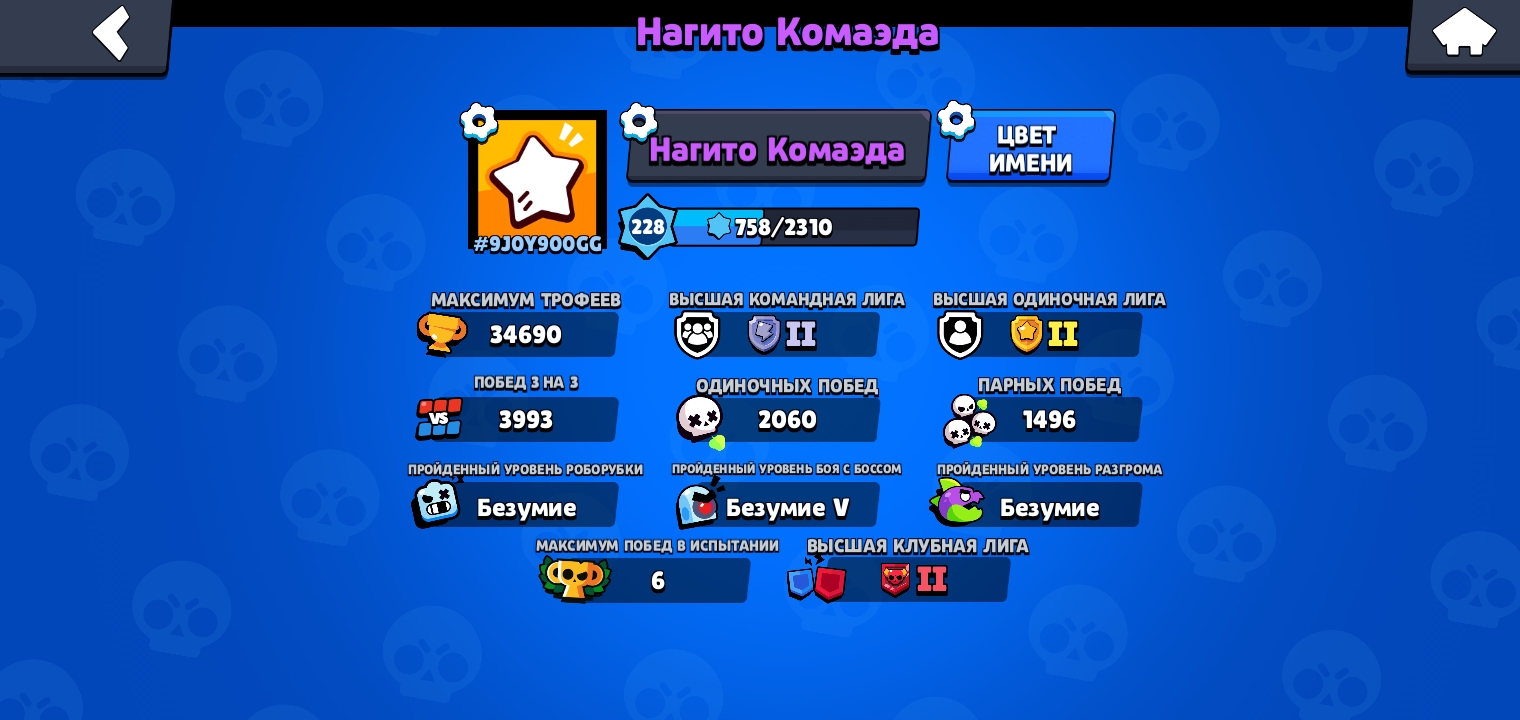 Нагито Комаэда
Нагито Комаэда
ЦВЕТ
ИМЕНИ
#9J0Y90OGG
228
758/2310
МАКСИМУМ ТРОФЕЕВ
ВЫСШАЯ КОМАНДНАЯ ЛИГА
ВЫСШАЯ ОДИНОЧНАЯ ЛИГА
34690
II
II
ПОБЕД 3 НА 3
ОДИНОЧНЫХ ПОБЕД
ПАРНЫХ ПОБЕД
VS
3993
2060
1496
ПРОЙДЕННЫЙ УРОВЕНЬ РОБОРУБКИ
ПРОЙДЕННЫЙ УРОВЕНЬ БОЯ С БОССОМ
ПРОЙДЕННЫЙ УРОВЕНЬ РАЗГРОМА
Безумие
Безумие V
Безумие
МАКСИМУМ ПОБЕД В ИСПЫТАНИИ
ВЫСШАЯ КЛУБНАЯ ЛИГА
6
II